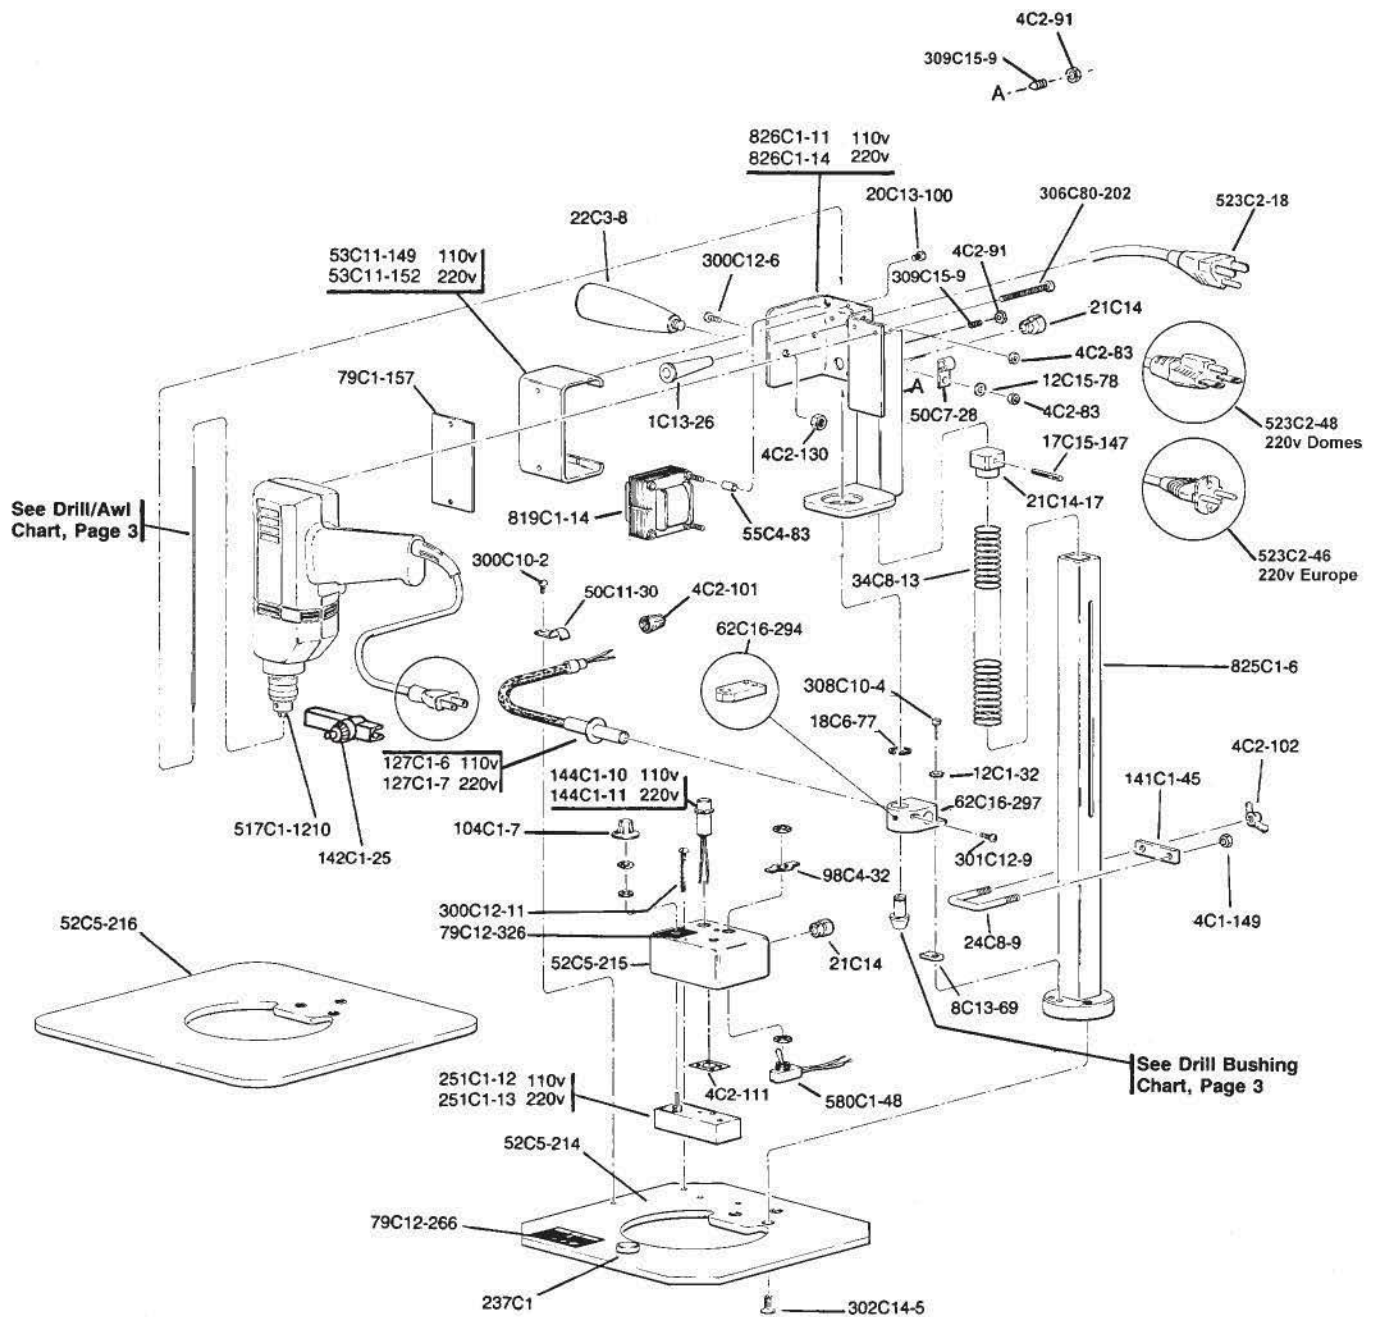 4C2-91
309C15-9
A
826C1-11 110v
826C1-14 220v
20C13-100
306C80-202
523C2-18
22C3-8
53C11-149 110v
53C11-152 220v
300C12-6
4C2-91
309C15-9
21C14
79C1-157
4C2-83
12C15-78
4C2-83
A
50C7-28
1C13-26
4C2-130
523C2-48
220v Domes
17C15-147
21C14-17
See Drill/Awl
Chart, Page 3
819C1-14
55C4-83
523C2-46
220v Europe
300C10-2
50C11-30
4C2-101
34C8-13
62C16-294
825C1-6
308C10-4
18C6-77
4C2-102
12C1-32
141C1-45
127C1-6 110v
127C1-7 220v
144C1-10 110v
144C1-11 220v
62C16-297
517C1-1210
142C1-25
104C1-7
301C12-9
98C4-32
300C12-11
79C12-326
52C5-215
21C14
24C8-9
4C1-149
52C5-216
8C13-69
See Drill Bushing
Chart, Page 3
251C1-12 110v
251C1-13 220v
4C2-111
580C1-48
52C5-214
79C12-266
237C1
302C14-5